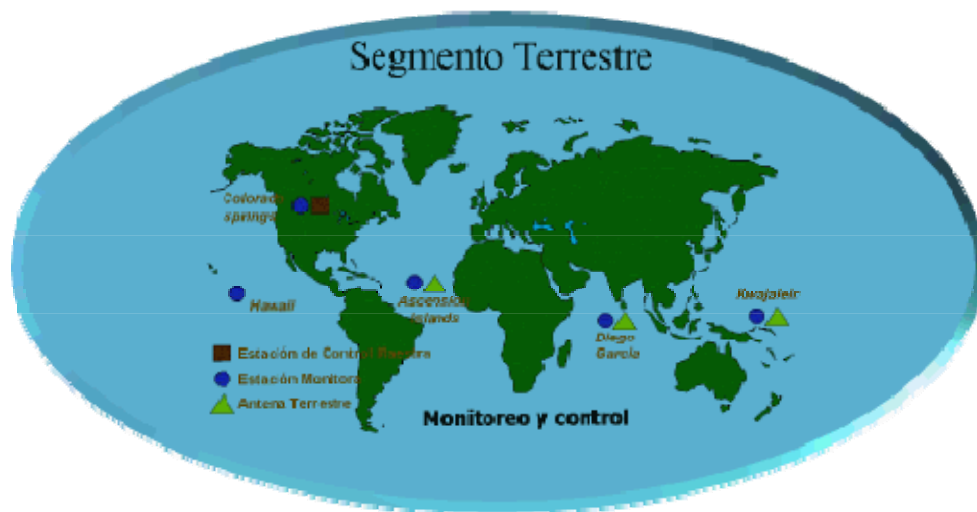 Segmento Terrestre
Colorado
springs
Hawaii
Ascension
Islands
Diego
Garcia
Kwajalein
Estación de Control Maestra
Estación Monitora
Antena Terrestre
Monitoreo y control